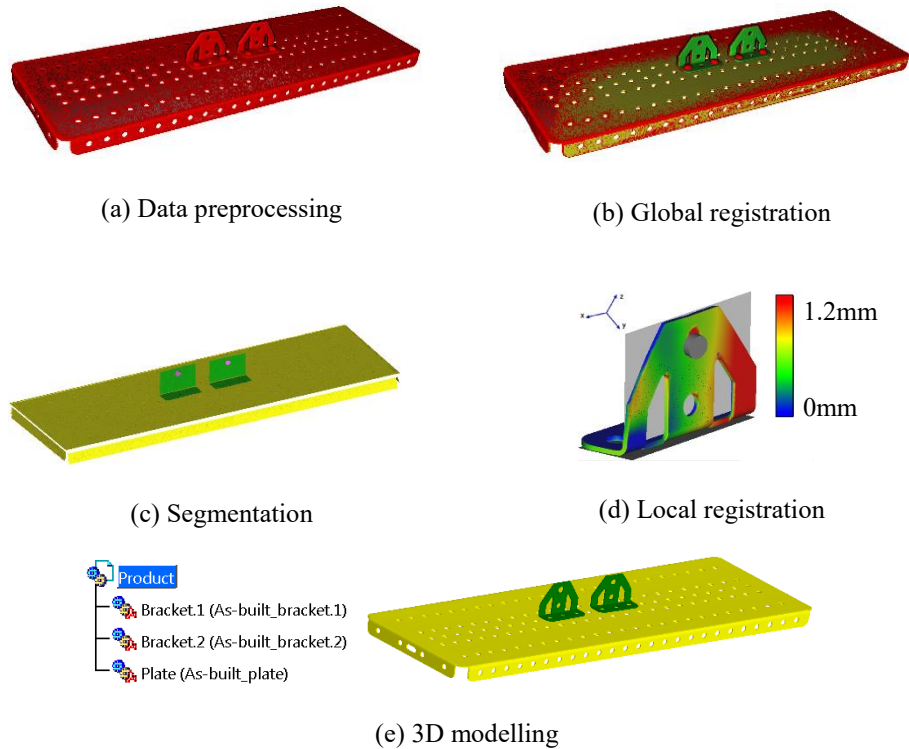 (a) Data preprocessing
(b) Global registration
(c) Segmentation
z
x
y
1.2mm
0mm
(d) Local registration
Product
Bracket.1 (As-built_bracket.1)
Bracket.2 (As-built_bracket.2)
Plate (As-built_plate)
(e) 3D modelling